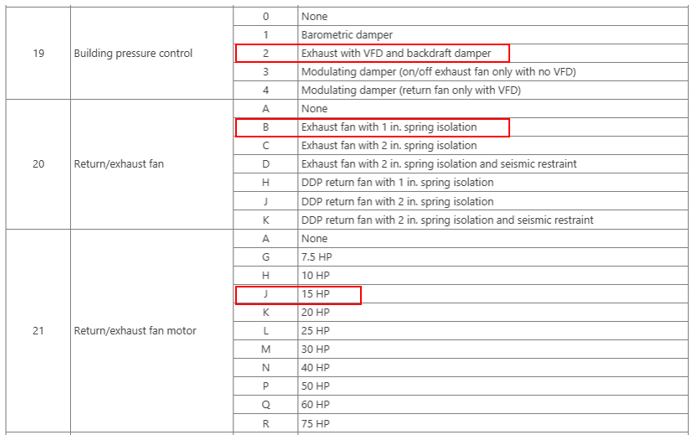 0 None
1 Barometric damper
19 Building pressure control 2 Exhaust with VFD and backdraft damper
3 Modulating damper (on/off exhaust fan only with no VFD)
4 Modulating damper (return fan only with VFD)
A None
B Exhaust fan with 1 in. spring isolation
C Exhaust fan with 2 in. spring isolation
20 Return/exhaust fan D Exhaust fan with 2 in. spring isolation and seismic restraint
H DDP return fan with 1 in. spring isolation
J DDP return fan with 2 in. spring isolation
K DDP return fan with 2 in. spring isolation and seismic restraint
A None
G 7.5 HP
H 10 HP
J 15 HP
K 20 HP
21 Return/exhaust fan motor L 25 HP
M 30 HP
N 40 HP
P 50 HP
Q 60 HP
R 75 HP